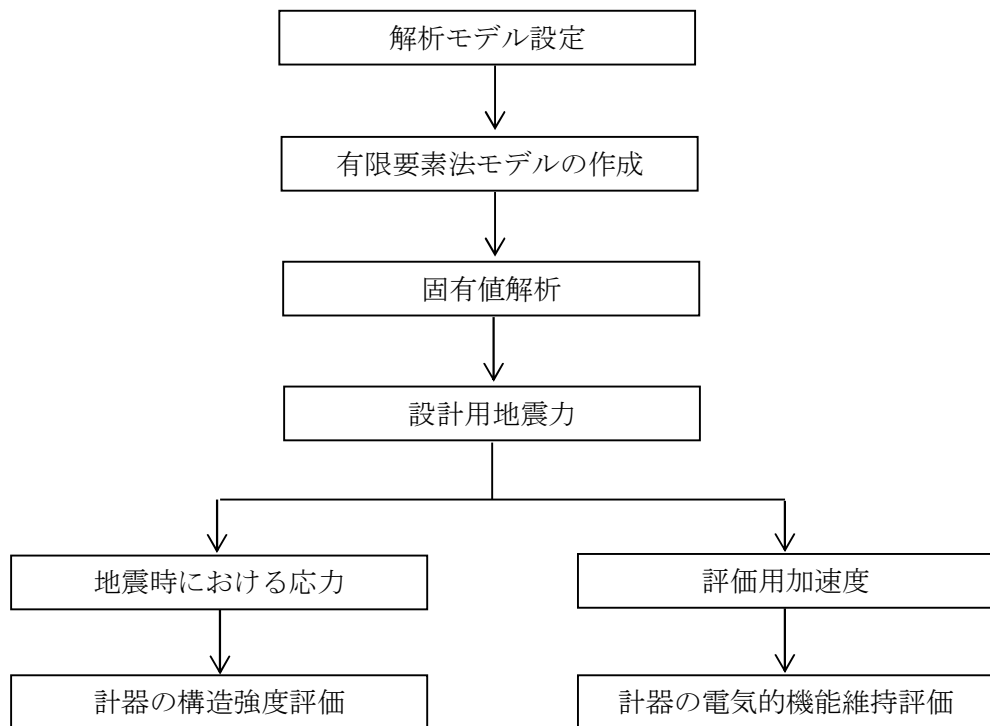 解析モデル設定
有限要素法モデルの作成
固有値解析
設計用地震力
地震時における応力
評価用加速度
計器の構造強度評価
計器の電気的機能維持評価